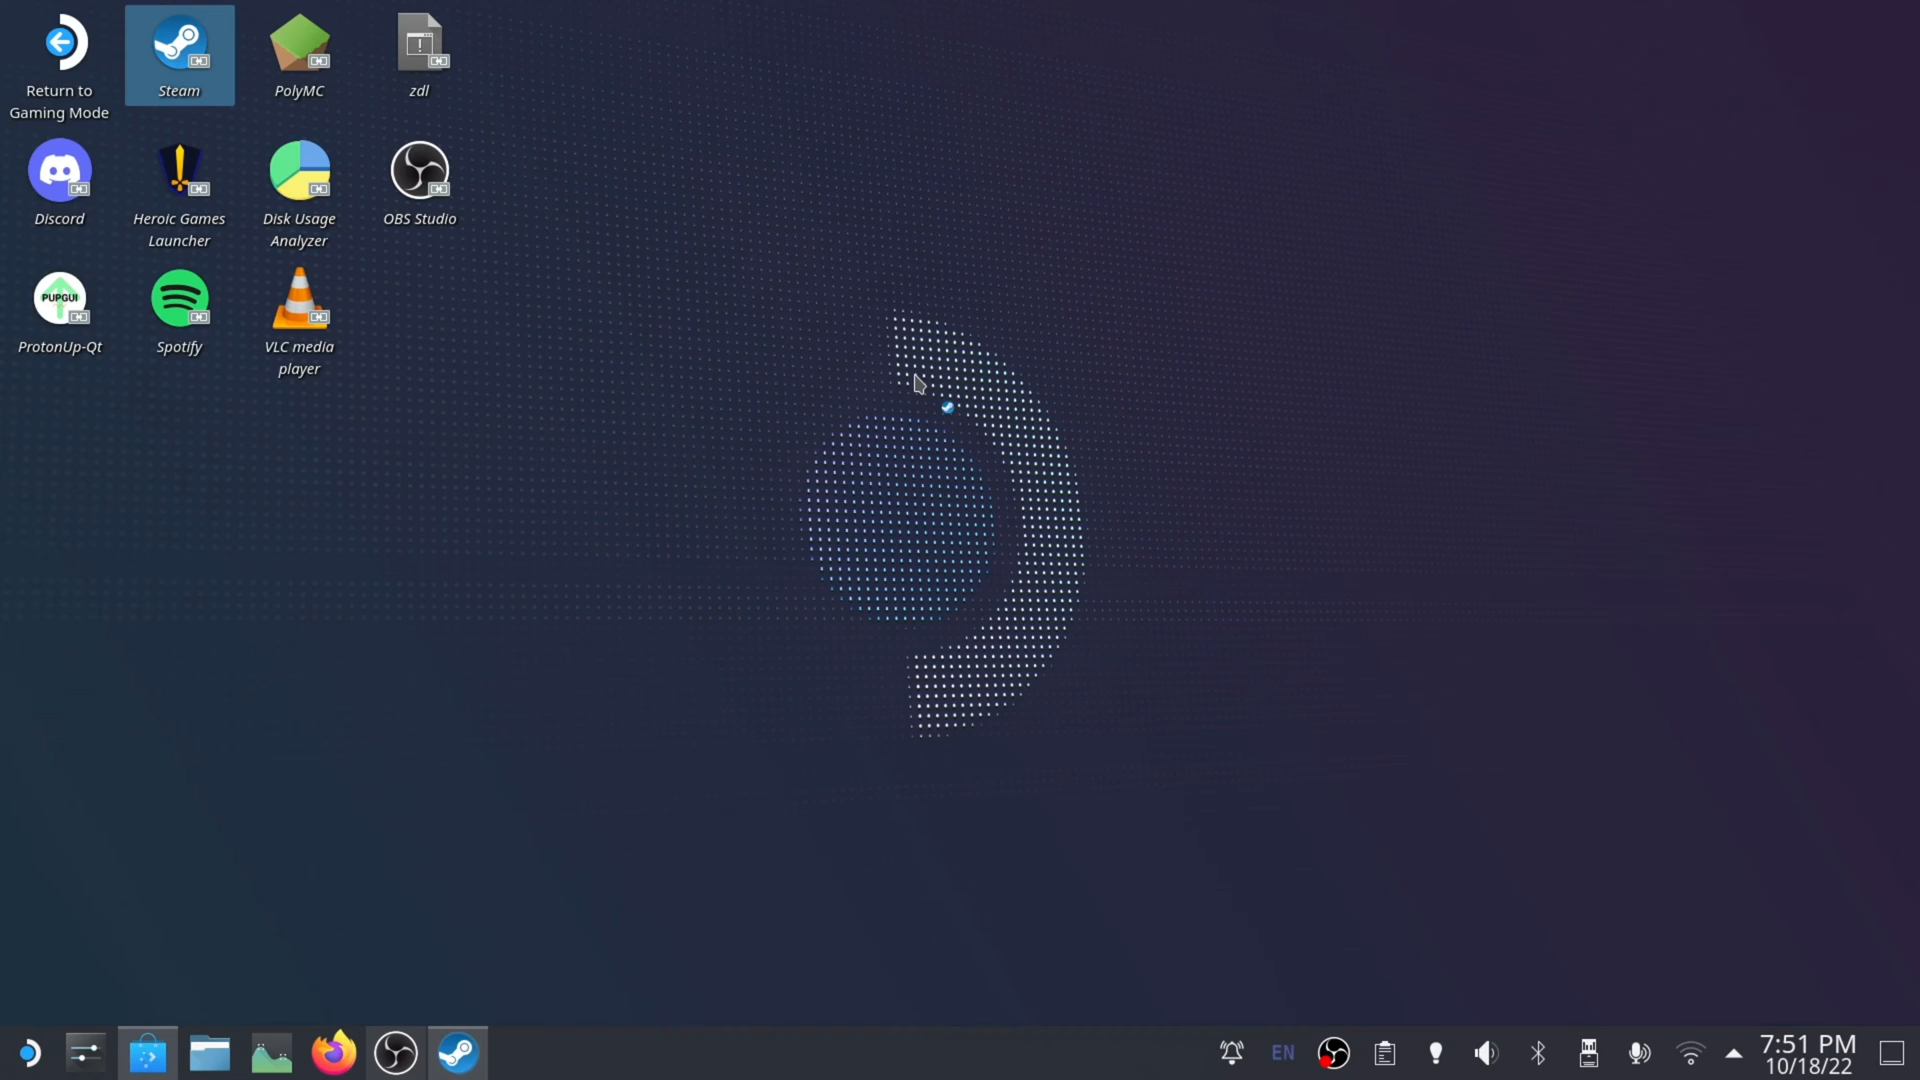 Return to
Gaming Mode
Steam
PolyMC
zdl
Discord
Heroic Games
Launcher
Disk Usage
Analyzer
OBS Studio
PUPGUI
ProtonUp-Qt
Spotify
VLC media
player
EN
7:51 PM
10/18/22